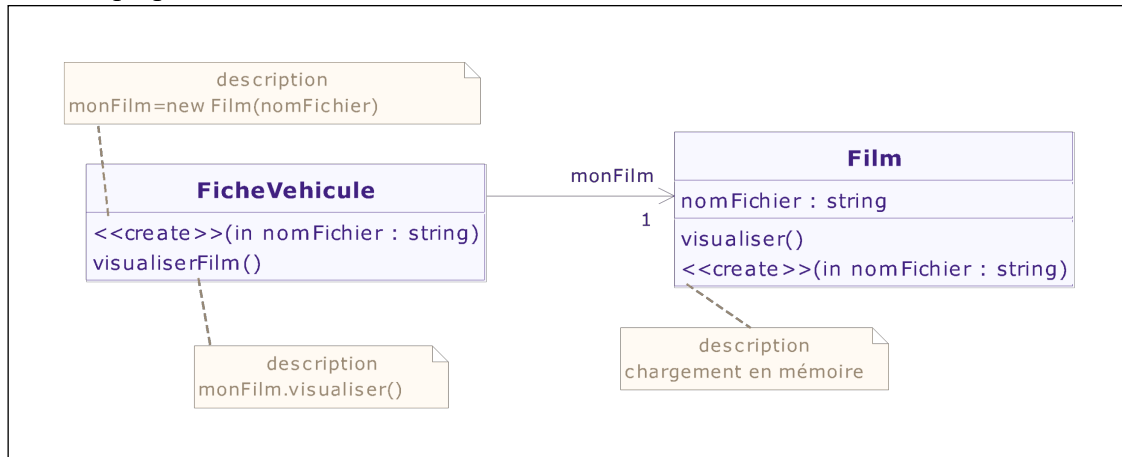 description
monFilm=new Film(nomFichier)
FicheVehicule
<<create>>(in nomFichier : string)
visualiserFilm()
description
monFilm.visualiser()
monFilm
1
Film
nomFichier : string
visualiser()
<<create>>(in nomFichier : string)
description
chargement en mémoire